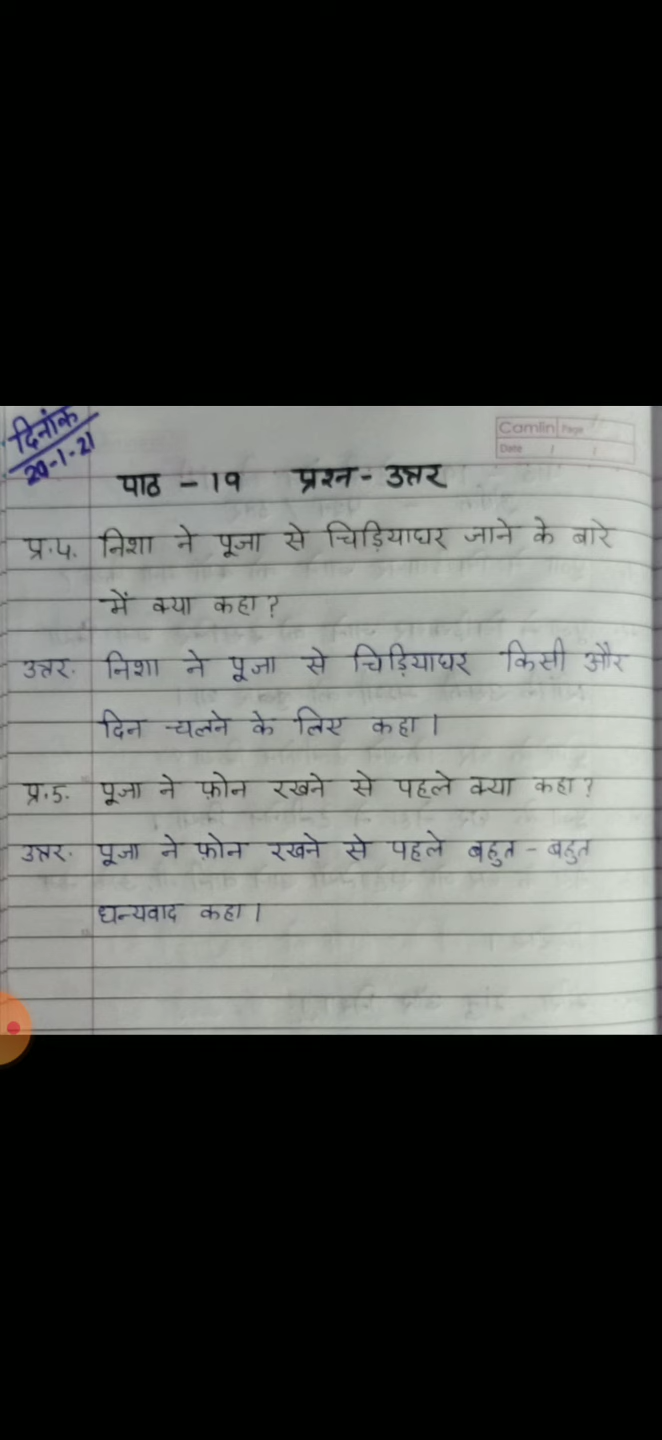 दिनांक
20-1-21
Camlin Page
Date / /
पाठ - 19 प्रश्न - उत्तर
प्र.4. निशा ने पूजा से चिड़ियाघर जाने के बारे
में क्या कहा?
उत्तर. निशा ने पूजा से चिड़ियाघर किसी और
दिन चलने के लिए कहा।
प्र.5. पूजा ने फ़ोन रखने से पहले क्या कहा?
उत्तर. पूजा ने फ़ोन रखने से पहले बहुत - बहुत
धन्यवाद कहा।